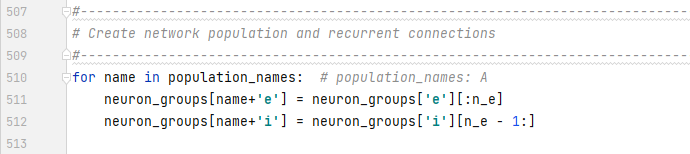 507 #--------------------------------------------------------------------------
508 # Create network population and recurrent connections
509 #--------------------------------------------------------------------------
510 for name in population_names:  # population_names: A
511     neuron_groups[name+'e'] = neuron_groups['e'][:n_e]
512     neuron_groups[name+'i'] = neuron_groups['i'][n_e - 1:]
513